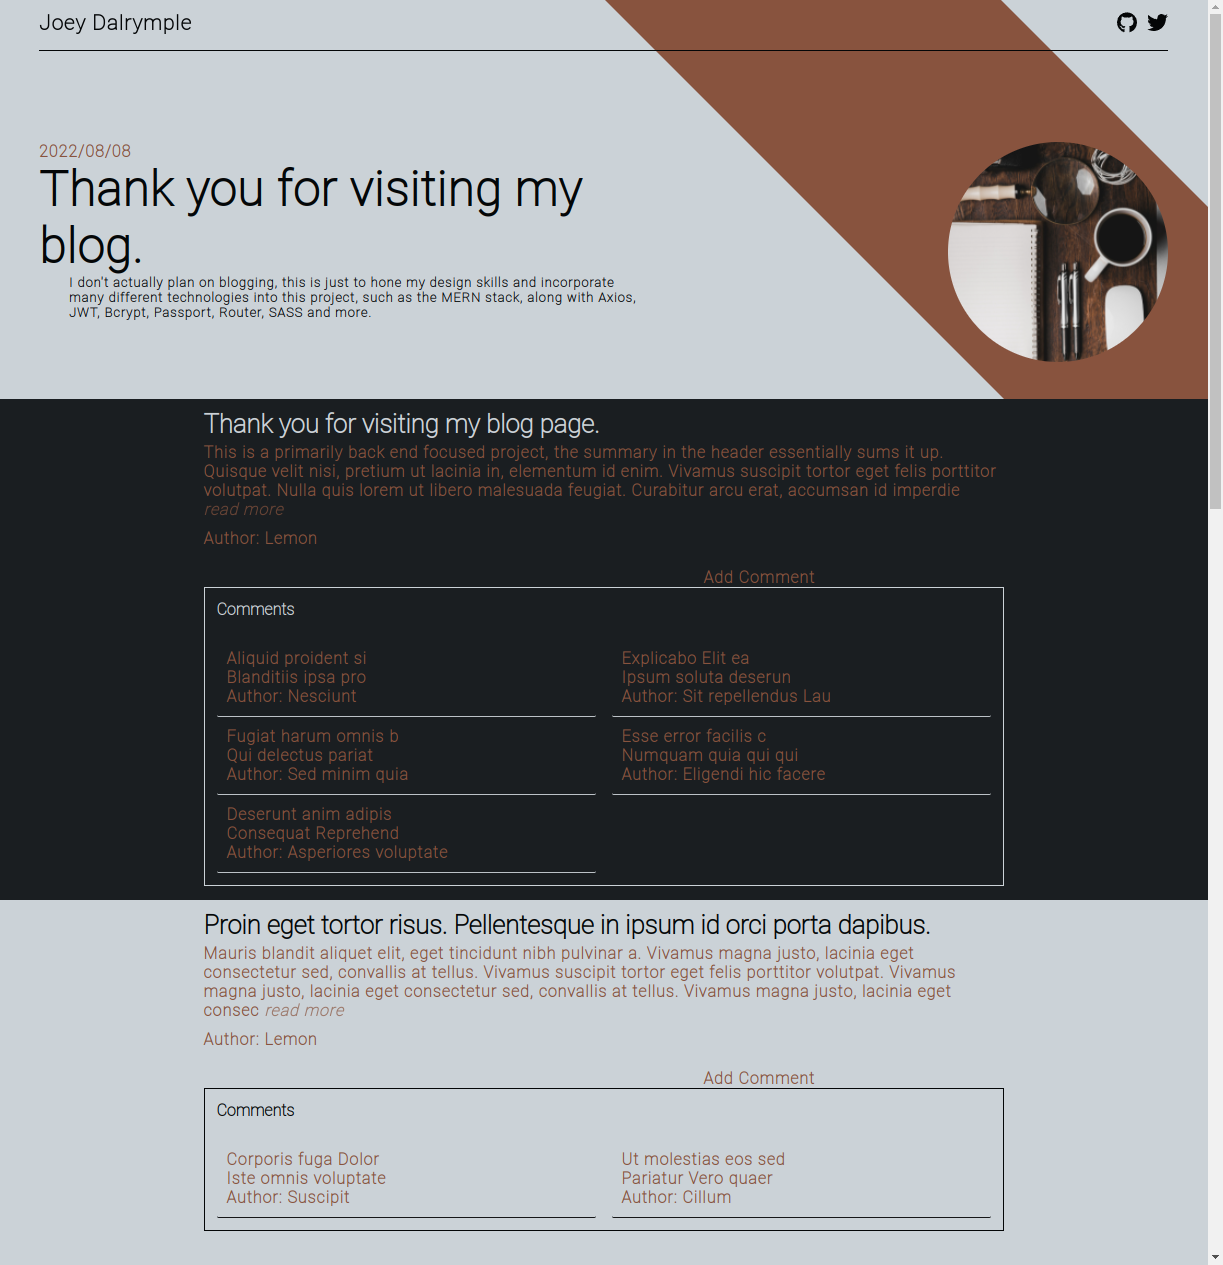 Joey Dalrymple
2022/08/08
Thank you for visiting my
blog.
I don't actually plan on blogging, this is just to hone my design skills and incorporate
many different technologies into this project, such as the MERN stack, along with Axios,
JWT, Bcrypt, Passport, Router, SASS and more.
Thank you for visiting my blog page.
This is a primarily back end focused project, the summary in the header essentially sums it up.
Quisque velit nisi, pretium ut lacinia in, elementum id enim. Vivamus suscipit tortor eget felis porttitor
volutpat. Nulla quis lorem ut libero malesuada feugiat. Curabitur arcu erat, accumsan id imperdie
read more
Author: Lemon
Add Comment
Comments
Aliquid proident si
Blanditiis ipsa pro
Author: Nesciunt
Explicabo Elit ea
Ipsum soluta deserun
Author: Sit repellendus Lau
Fugiat harum omnis b
Qui delectus pariat
Author: Sed minim quia
Esse error facilis c
Numquam quia qui qui
Author: Eligendi hic facere
Deserunt anim adipis
Consequat Reprehend
Author: Asperiores voluptate
Proin eget tortor risus. Pellentesque in ipsum id orci porta dapibus.
Mauris blandit aliquet elit, eget tincidunt nibh pulvinar a. Vivamus magna justo, lacinia eget
consectetur sed, convallis at tellus. Vivamus suscipit tortor eget felis porttitor volutpat. Vivamus
magna justo, lacinia eget consectetur sed, convallis at tellus. Vivamus magna justo, lacinia eget
consec read more
Author: Lemon
Add Comment
Comments
Corporis fuga Dolor
Iste omnis voluptate
Author: Suscipit
Ut molestias eos sed
Pariatur Vero quaer
Author: Cillum